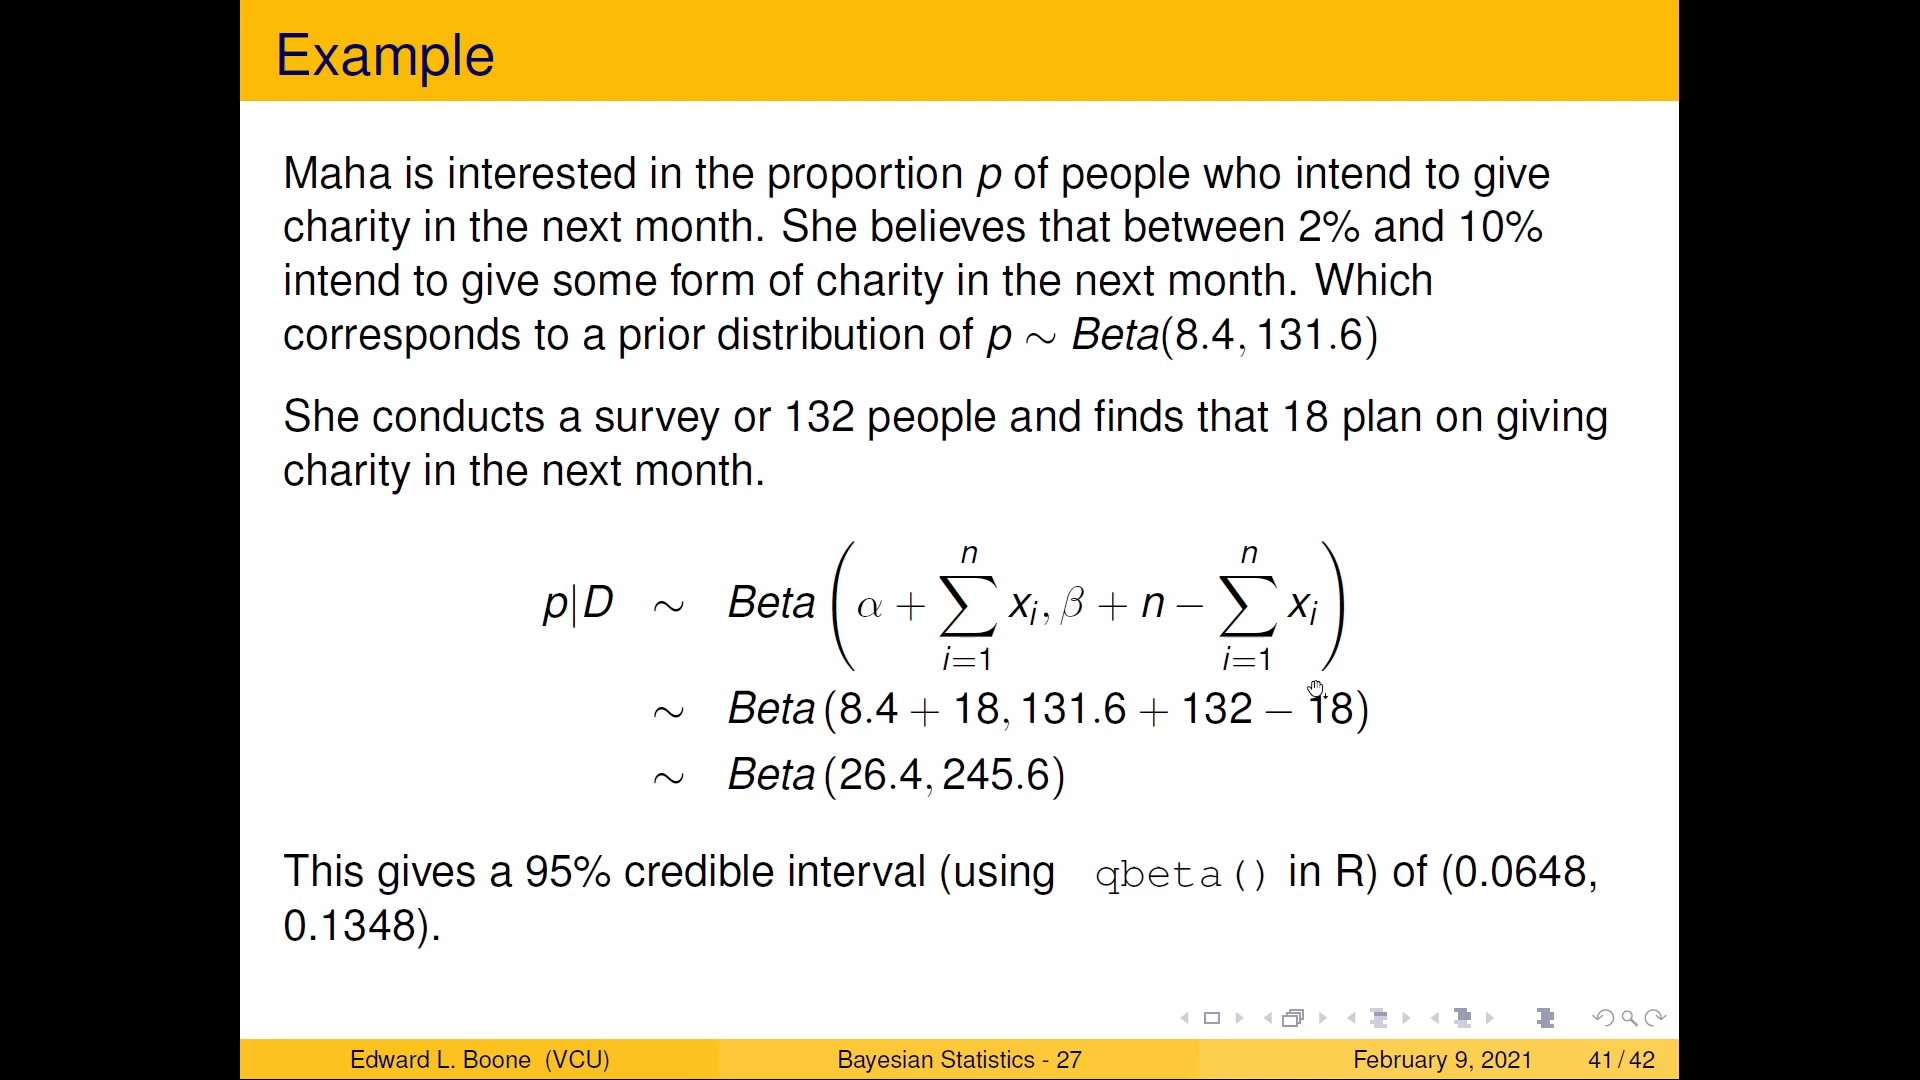 Example
Maha is interested in the proportion p of people who intend to give
charity in the next month. She believes that between 2% and 10%
intend to give some form of charity in the next month. Which
corresponds to a prior distribution of p ∼ Beta(8.4, 131.6)
She conducts a survey or 132 people and finds that 18 plan on giving
charity in the next month.
p|D ∼ Beta (α + ∑_{i=1}^{n} x_i, β + n − ∑_{i=1}^{n} x_i)
∼ Beta (8.4 + 18, 131.6 + 132 − 18)
∼ Beta (26.4, 245.6)
This gives a 95% credible interval (using qbeta() in R) of (0.0648,
0.1348).
Edward L. Boone (VCU) Bayesian Statistics - 27 February 9, 2021 41 / 42